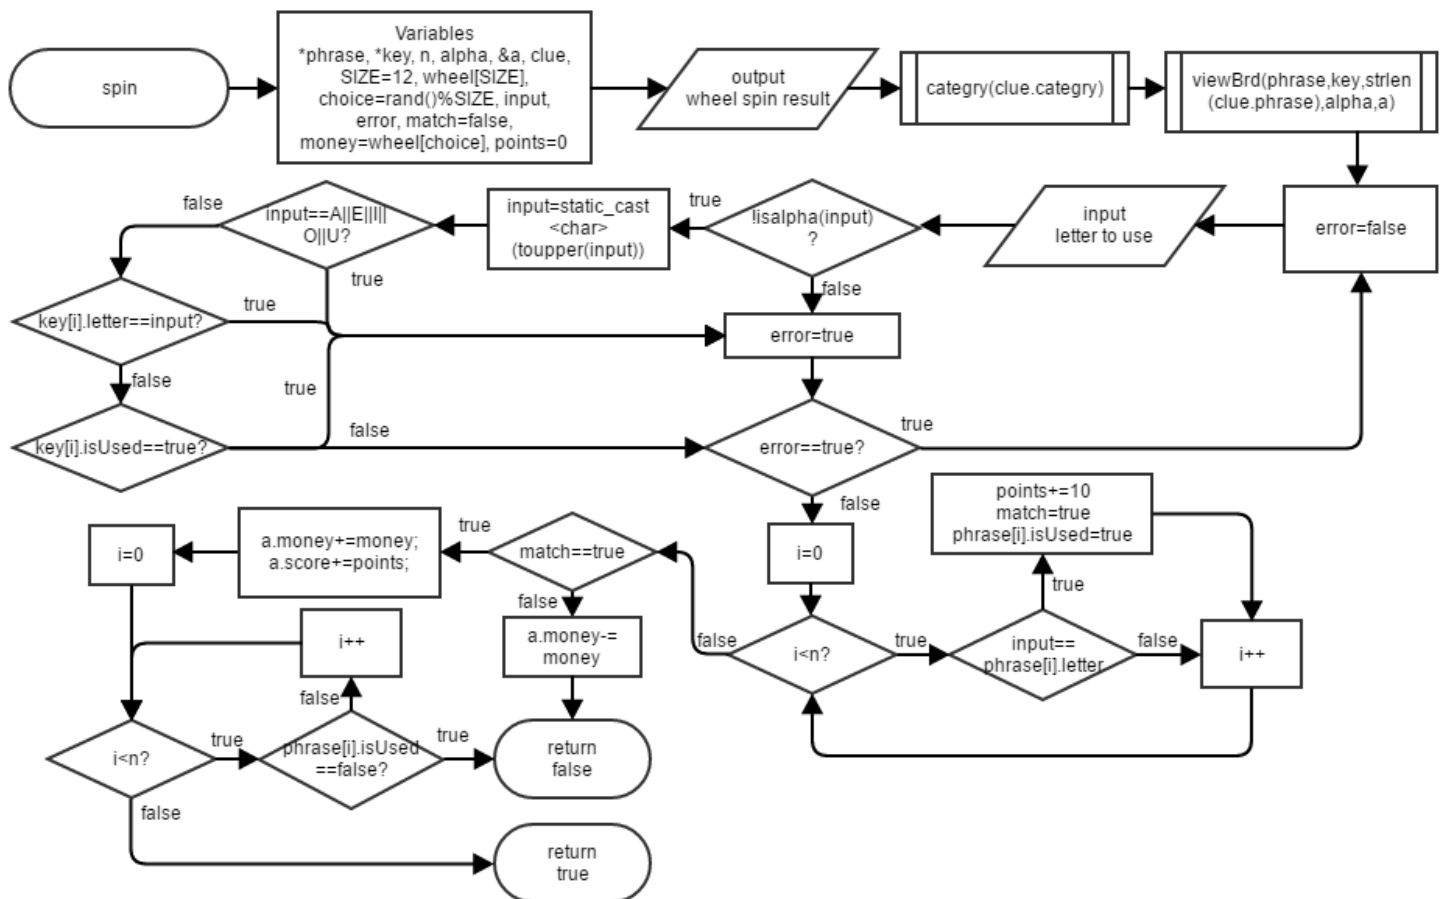 spin
Variables
*phrase, *key, n, alpha, &a, clue,
SIZE=12, wheel[SIZE],
choice=rand()%SIZE, input,
error, match=false,
money=wheel[choice], points=0
output
wheel spin result
categry(clue.categry)
viewBrd(phrase,key,strlen
(clue.phrase),alpha,a)
error=false
input
letter to use
!isalpha(input)
?
true
false
input=static_cast
<char>
(toupper(input))
input==A||E||I||
O||U?
false
true
key[i].letter==input?
true
false
key[i].isUsed==true?
true
false
error=true
error==true?
true
false
i=0
i<n?
true
false
input==
phrase[i].letter
true
false
points+=10
match=true
phrase[i].isUsed=true
i++
match==true
true
false
a.money-=
money
a.money+=money;
a.score+=points;
i=0
i++
i<n?
true
false
phrase[i].isUsed
==false?
false
true
return
false
return
true